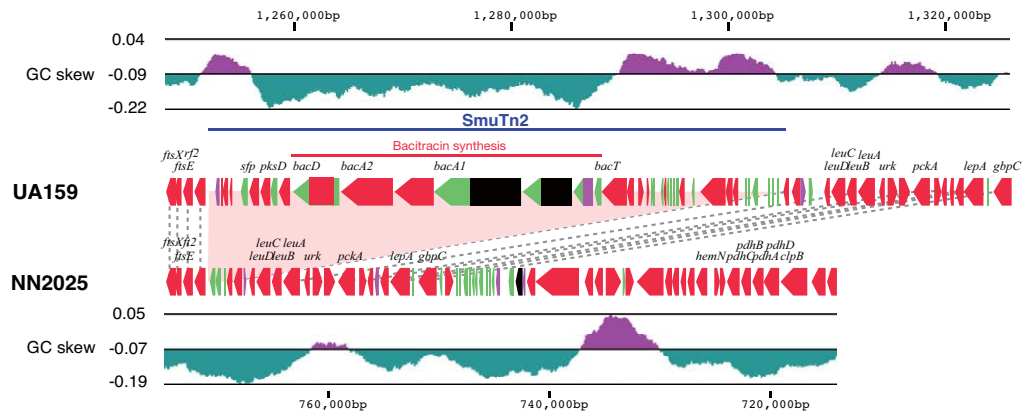 1,260,000bp 1,280,000bp 1,300,000bp 1,320,000bp
0.04
GC skew -0.09
-0.22
SmuTn2
Bacitracin synthesis
leuC
ftsX rf2 leuA
ftsE sfp pksD bacD bacA2 bacA1 bacT leuD leuB urk pckA lepA gbpC
UA159
ftsX rf2 leuC leuA pdhB pdhD
ftsE leuD leuB urk pckA lepA gbpC hemN pdhC pdhA clpB
NN2025
0.05
GC skew -0.07
-0.19
760,000bp 740,000bp 720,000bp